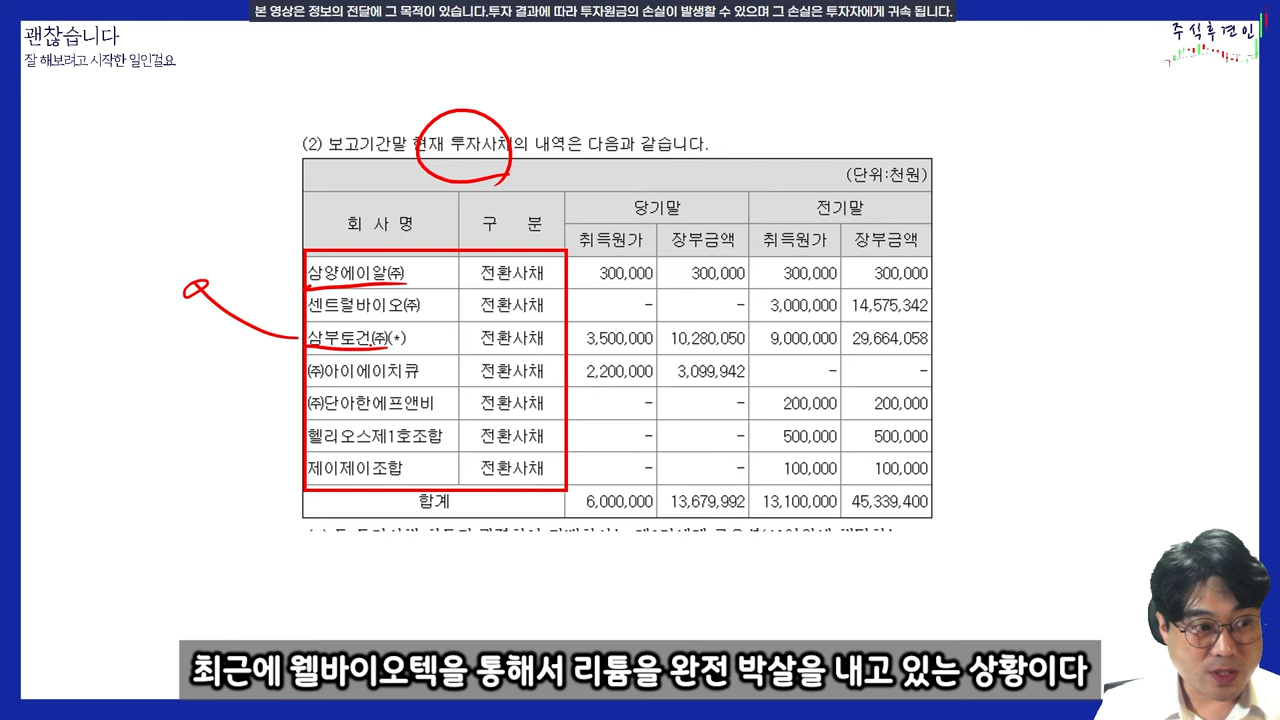 본 영상은 정보의 전달에 그 목적이 있습니다.투자 결과에 따라 투자원금의 손실이 발생할 수 있으며 그 손실은 투자자에게 귀속 됩니다.
괜찮습니다
잘 해보려고 시작한 일인걸요
주식후견인
(2) 보고기간말 현재 투자사채의 내역은 다음과 같습니다.
(단위:천원)
회 사 명 구 분 당기말 전기말
취득원가 장부금액 취득원가 장부금액
삼양에이알㈜ 전환사채 300,000 300,000 300,000 300,000
센트럴바이오㈜ 전환사채 - - 3,000,000 14,575,342
삼부토건㈜(*) 전환사채 3,500,000 10,280,050 9,000,000 29,664,058
㈜아이에이치큐 전환사채 2,200,000 3,099,942 - -
㈜단아한에프앤비 전환사채 - - 200,000 200,000
헬리오스제1호조합 전환사채 - - 500,000 500,000
제이제이조합 전환사채 - - 100,000 100,000
합계 6,000,000 13,679,992 13,100,000 45,339,400
최근에 웰바이오텍을 통해서 리튬을 완전 박살을 내고 있는 상황이다